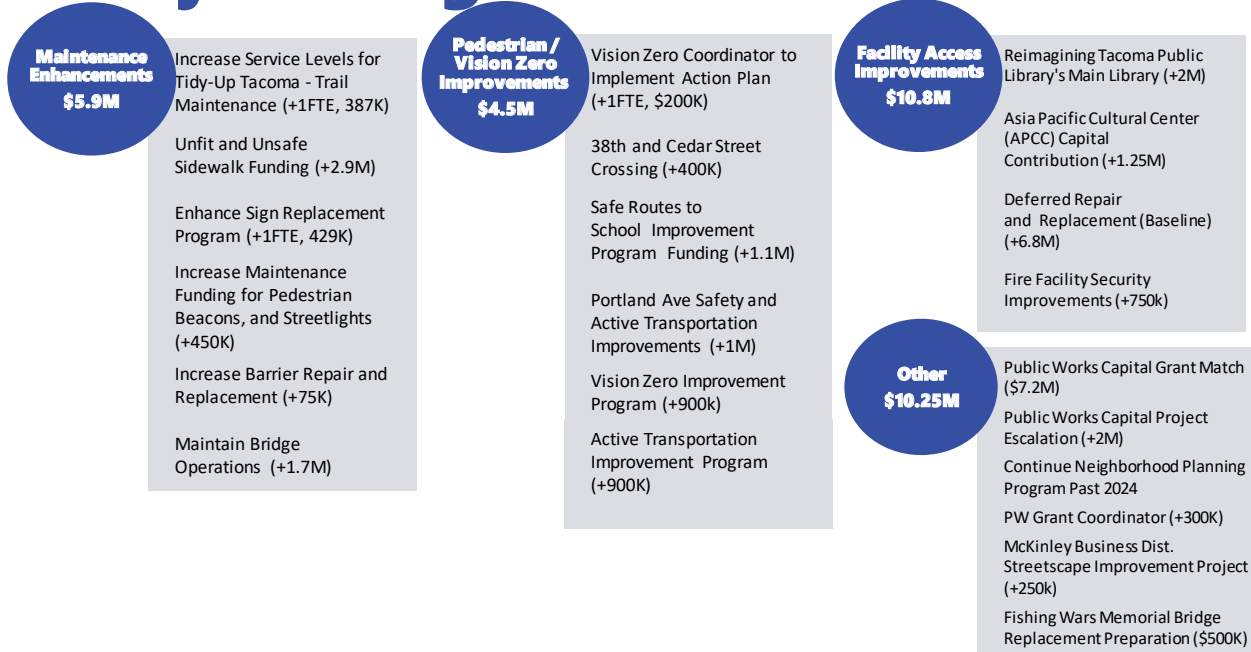 Maintenance
Enhancements
$5.9M
Increase Service Levels for
Tidy-Up Tacoma - Trail
Maintenance (+1FTE, 387K)
Unfit and Unsafe
Sidewalk Funding (+2.9M)
Enhance Sign Replacement
Program (+1FTE, 429K)
Increase Maintenance
Funding for Pedestrian
Beacons, and Streetlights
(+450K)
Increase Barrier Repair and
Replacement (+75K)
Maintain Bridge
Operations (+1.7M)
Pedestrian /
Vision Zero
Improvements
$4.5M
Vision Zero Coordinator to
Implement Action Plan
(+1FTE, $200K)
38th and Cedar Street
Crossing (+400K)
Safe Routes to
School Improvement
Program Funding (+1.1M)
Portland Ave Safety and
Active Transportation
Improvements (+1M)
Vision Zero Improvement
Program (+900k)
Active Transportation
Improvement Program
(+900K)
Facility Access
Improvements
$10.8M
Reimagining Tacoma Public
Library's Main Library (+2M)
Asia Pacific Cultural Center
(APCC) Capital
Contribution (+1.25M)
Deferred Repair
and Replacement (Baseline)
(+6.8M)
Fire Facility Security
Improvements (+750k)
Other
$10.25M
Public Works Capital Grant Match
($7.2M)
Public Works Capital Project
Escalation (+2M)
Continue Neighborhood Planning
Program Past 2024
PW Grant Coordinator (+300K)
McKinley Business Dist.
Streetscape Improvement Project
(+250k)
Fishing Wars Memorial Bridge
Replacement Preparation ($500K)